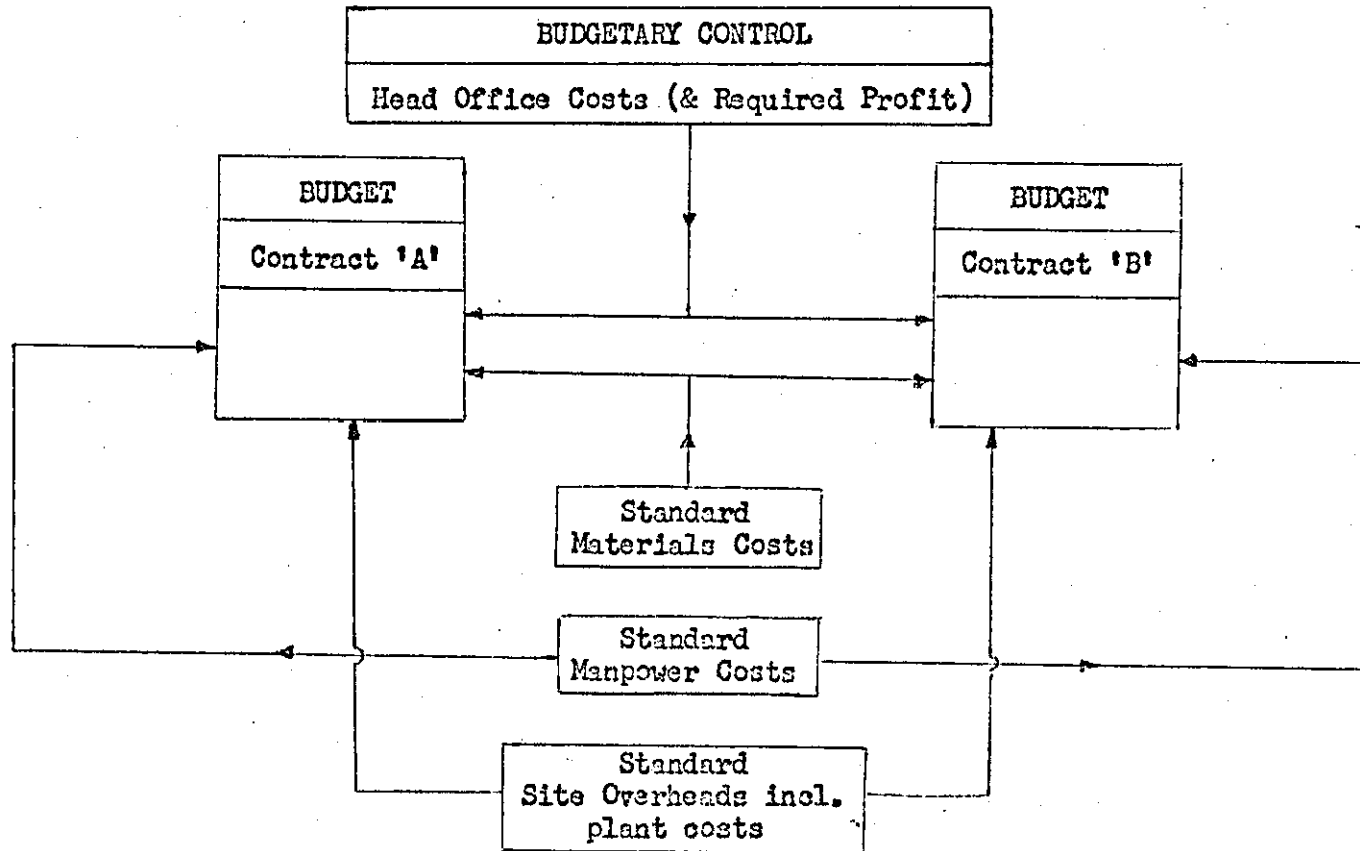 BUDGETARY CONTROL
Head Office Costs (& Required Profit)
BUDGET
Contract 'A'
BUDGET
Contract 'B'
Standard
Materials Costs
Standard
Manpower Costs
Standard
Site Overheads incl.
plant costs